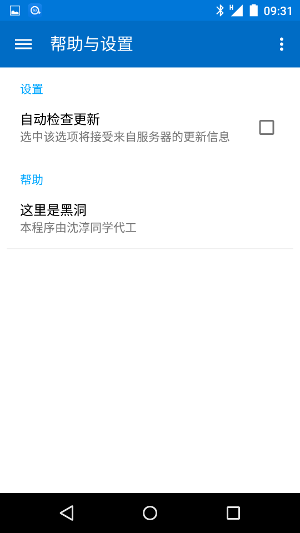 H 09:31
帮助与设置
设置
自动检查更新
选中该选项将接受来自服务器的更新信息
帮助
这里是黑洞
本程序由沈淳同学代工